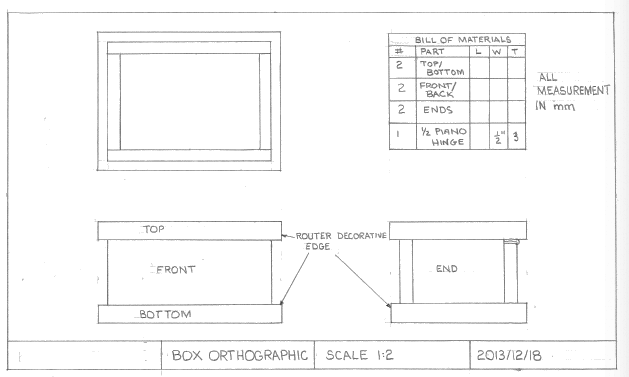 BILL OF MATERIALS
# PART L W T
2 TOP/
BOTTOM
2 FRONT/
BACK
2 ENDS
1 1/2 PIANO
HINGE 1/2" 3
ALL
MEASUREMENT
IN mm
TOP
FRONT
BOTTOM
ROUTER DECORATIVE
EDGE
END
BOX ORTHOGRAPHIC SCALE 1:2 2013/12/18